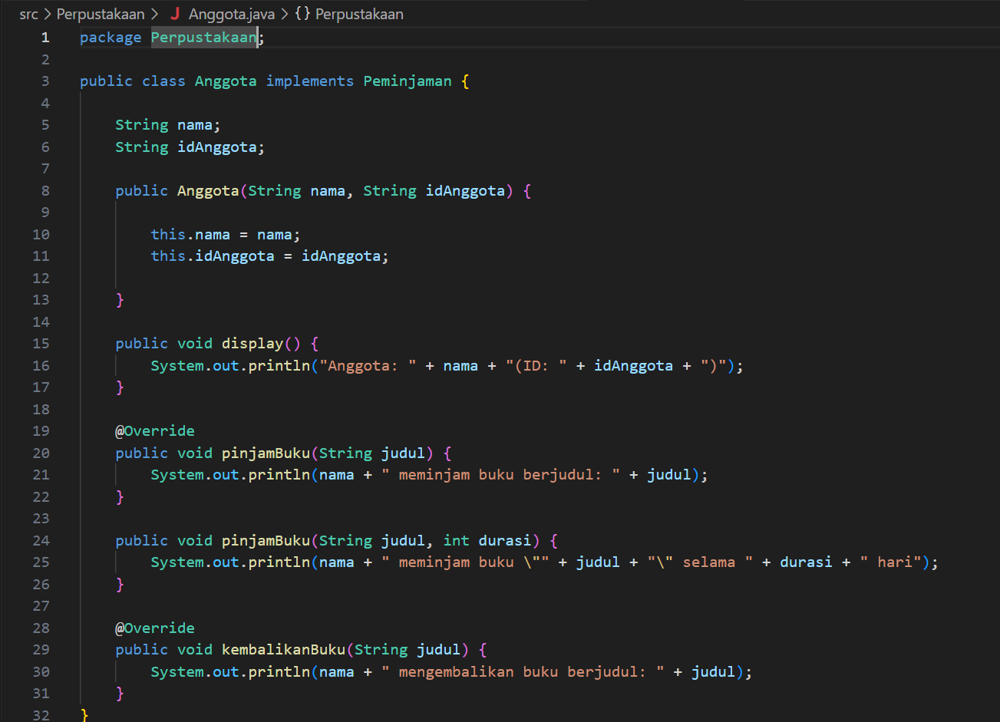 src > Perpustakaan > J Anggota.java > {} Perpustakaan
1 package Perpustakaan;
2
3 public class Anggota implements Peminjaman {
4
5     String nama;
6     String idAnggota;
7
8     public Anggota(String nama, String idAnggota) {
9
10         this.nama = nama;
11         this.idAnggota = idAnggota;
12
13     }
14
15     public void display() {
16         System.out.println("Anggota: " + nama + "(ID: " + idAnggota + ")");
17     }
18
19     @Override
20     public void pinjamBuku(String judul) {
21         System.out.println(nama + " meminjam buku berjudul: " + judul);
22     }
23
24     public void pinjamBuku(String judul, int durasi) {
25         System.out.println(nama + " meminjam buku \"" + judul + "\" selama " + durasi + " hari");
26     }
27
28     @Override
29     public void kembalikanBuku(String judul) {
30         System.out.println(nama + " mengembalikan buku berjudul: " + judul);
31     }
32 }